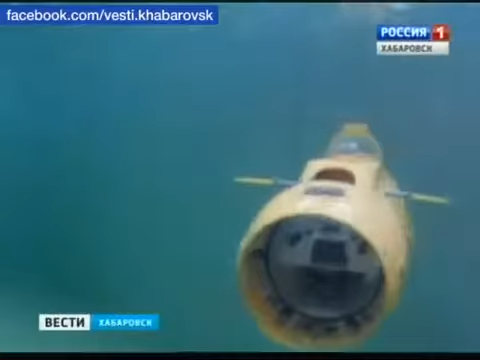 facebook.com/vesti.khabarovsk
РОССИЯ 1
ХАБАРОВСК
ВЕСТИ ХАБАРОВСК